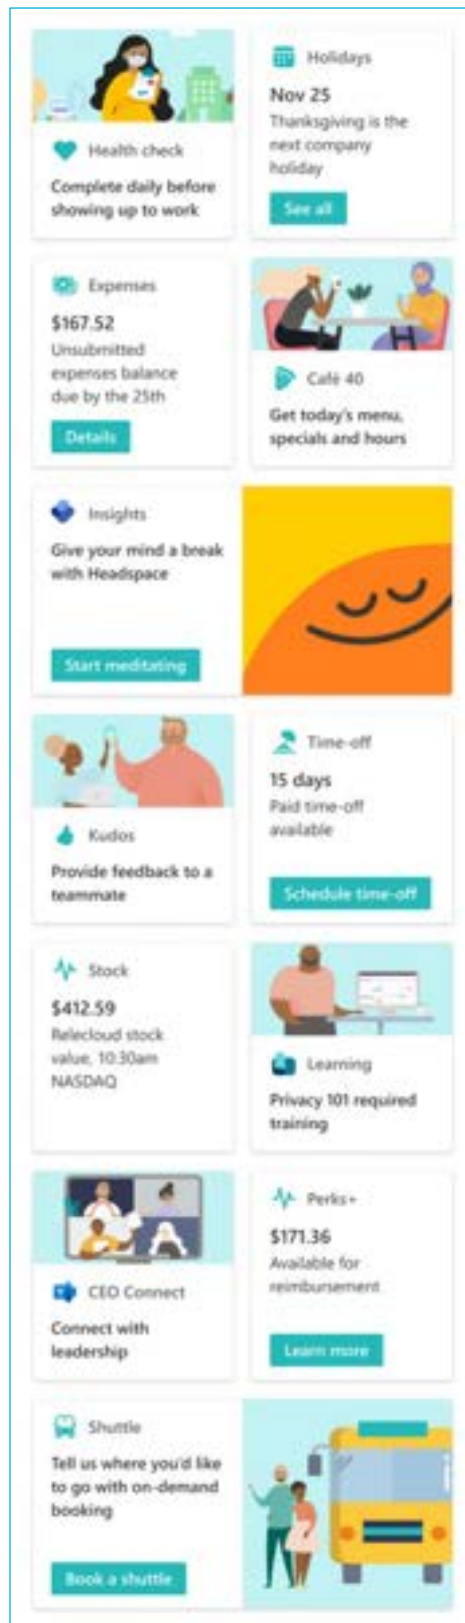 Health check
Complete daily before
showing up to work
Holidays
Nov 25
Thanksgiving is the
next company
holiday
See all
Expenses
$167.52
Unsubmitted
expenses balance
due by the 25th
Details
Café 40
Get today's menu,
specials and hours
Insights
Give your mind a break
with Headspace
Start meditating
Kudos
Provide feedback to a
teammate
Time-off
15 days
Paid time-off
available
Schedule time-off
Stock
$412.59
Relecloud stock
value, 10:30am
NASDAQ
Learning
Privacy 101 required
training
CEO Connect
Connect with
leadership
Perks+
$171.36
Available for
reimbursement
Learn more
Shuttle
Tell us where you'd like
to go with on-demand
booking
Book a shuttle